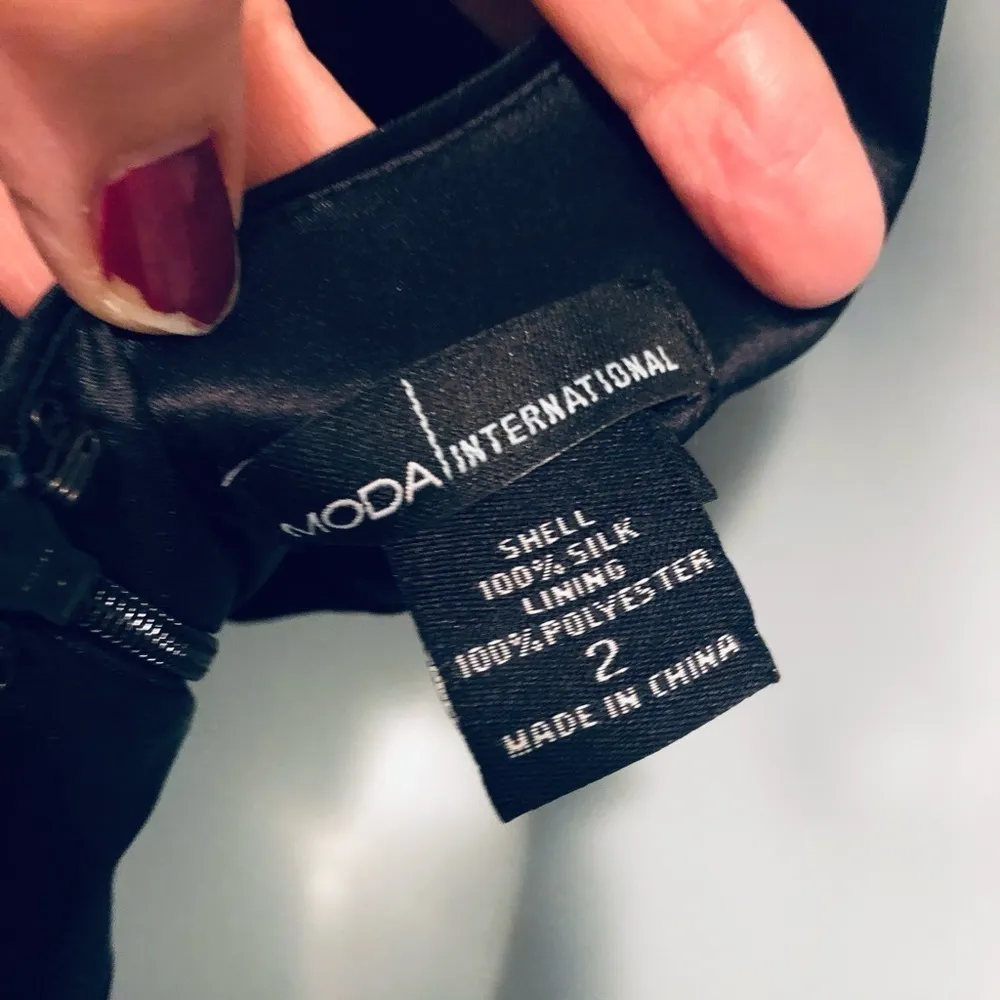 MODA|INTERNATIONAL
SHELL
100% SILK
LINING
100% POLYESTER
2
MADE IN CHINA